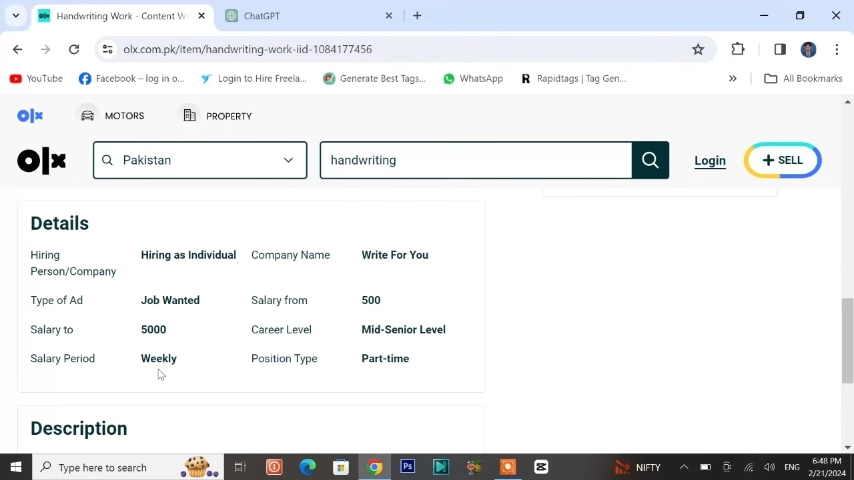 Handwriting Work - Content W
ChatGPT
olx.com.pk/item/handwriting-work-iid-1084177456
YouTube
Facebook – log in o...
Login to Hire Freela...
Generate Best Tags...
WhatsApp
Rapidtags | Tag Gen...
»
All Bookmarks
olx
MOTORS
PROPERTY
olx
Pakistan
handwriting
Login
+ SELL
Details
Hiring Person/Company
Hiring as Individual
Company Name
Write For You
Type of Ad
Job Wanted
Salary from
500
Salary to
5000
Career Level
Mid-Senior Level
Salary Period
Weekly
Position Type
Part-time
Description
Type here to search
Ps
NIFTY
ENG
6:48 PM
2/21/2024